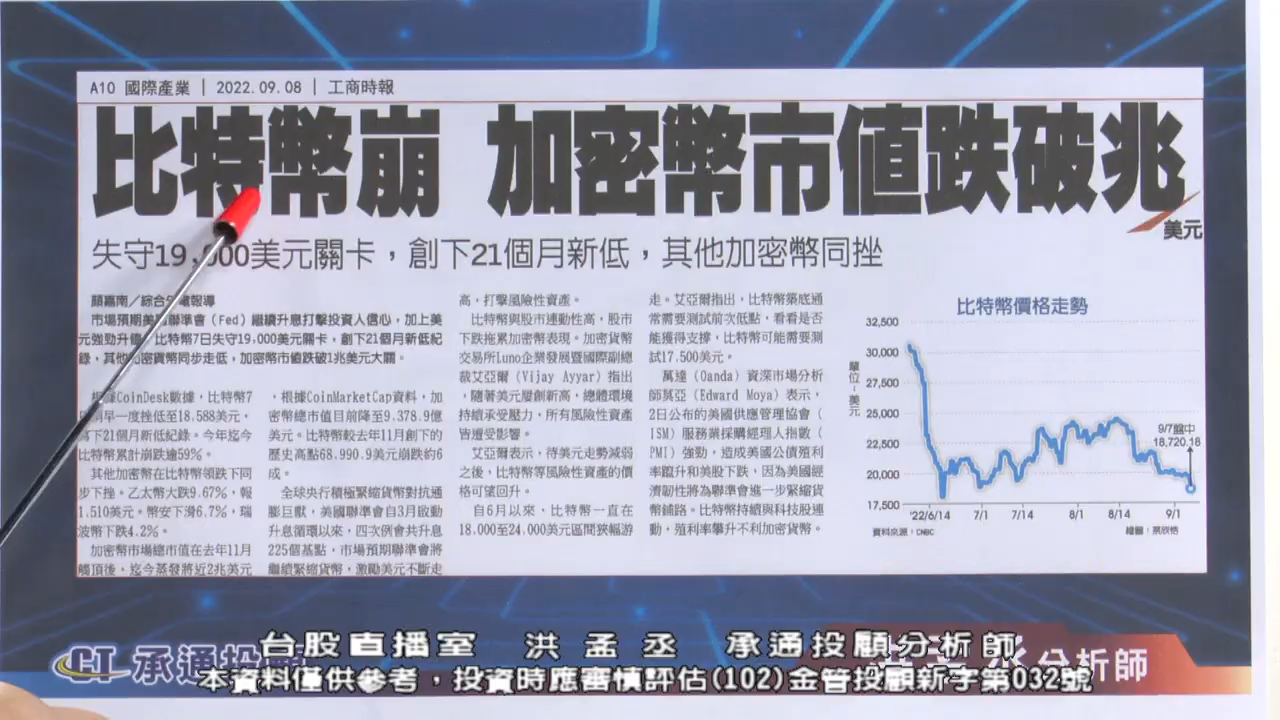 A10 國際產業 | 2022.09.08 | 工商時報
比特幣崩 加密幣市值跌破兆
美元
失守19,000美元關卡，創下21個月新低，其他加密幣同挫
顏嘉南／綜合外電報導
市場預期美國聯準會（Fed）繼續升息打擊投資人信心，加上美
元強勁升值，比特幣7日失守19,000美元關卡，創下21個月新低紀
錄，其他加密貨幣同步走低，加密幣市值跌破1兆美元大關。
根據CoinDesk數據，比特幣7
日稍早一度挫低至18.588美元，
寫下21個月新低紀錄。今年迄今
比特幣累計崩跌逾59%。
其他加密幣在比特幣領跌下同
步下挫。乙太幣大跌9.67%，報
1.510美元。幣安下滑6.7%，瑞
波幣下跌4.2%。
加密幣市場總市值在去年11月
觸頂後，迄今蒸發將近2兆美元
，根據CoinMarketCap資料，加
密幣總市值目前降至9.378.9億
美元。比特幣較去年11月創下的
歷史高點68.990.9美元崩跌約6
成。
全球央行積極緊縮貨幣對抗通
膨巨獸，美國聯準會自3月啟動
升息循環以來，四次例會共升息
225個基點，市場預期聯準會將
繼續緊縮貨幣，激勵美元不斷走
高，打擊風險性資產。
比特幣與股市連動性高，股市
下跌拖累加密幣表現。加密貨幣
交易所Luno企業發展暨國際副總
裁艾亞爾（Vijay Ayyar）指出
，隨著美元屢創新高，總體環境
持續承受壓力，所有風險性資產
皆遭受影響。
艾亞爾表示，待美元走勢減弱
之後，比特幣等風險性資產的價
格可望回升。
自6月以來，比特幣一直在
18.000至24.000美元區間狹幅游
走。艾亞爾指出，比特幣築底通
常需要測試前次低點，看看是否
能獲得支撐，比特幣可能需要測
試17.500美元。
萬達（Oanda）資深市場分析
師莫亞（Edward Moya）表示，
2日公布的美國供應管理協會（
ISM）服務業採購經理人指數（
PMI）強勁，造成美國公債殖利
率蹿升和美股下跌，因為美國經
濟韌性將為聯準會進一步緊縮貨
幣鋪路。比特幣持續與科技股連
動，殖利率攀升不利加密貨幣。
比特幣價格走勢
單位：美元
32,500
30,000
27,500
25,000
22,500
20,000
17,500
9/7盤中
18,720.18
'22/6/14 7/1 7/14 8/1 8/14 9/1
資料來源：CNBC
繪圖：蔡欣恬
台股直播室 洪孟丞 承通投顧分析師
CT 承通投顧
分析師
本資料僅供參考，投資時應審慎評估(102)金管投顧新字第032號